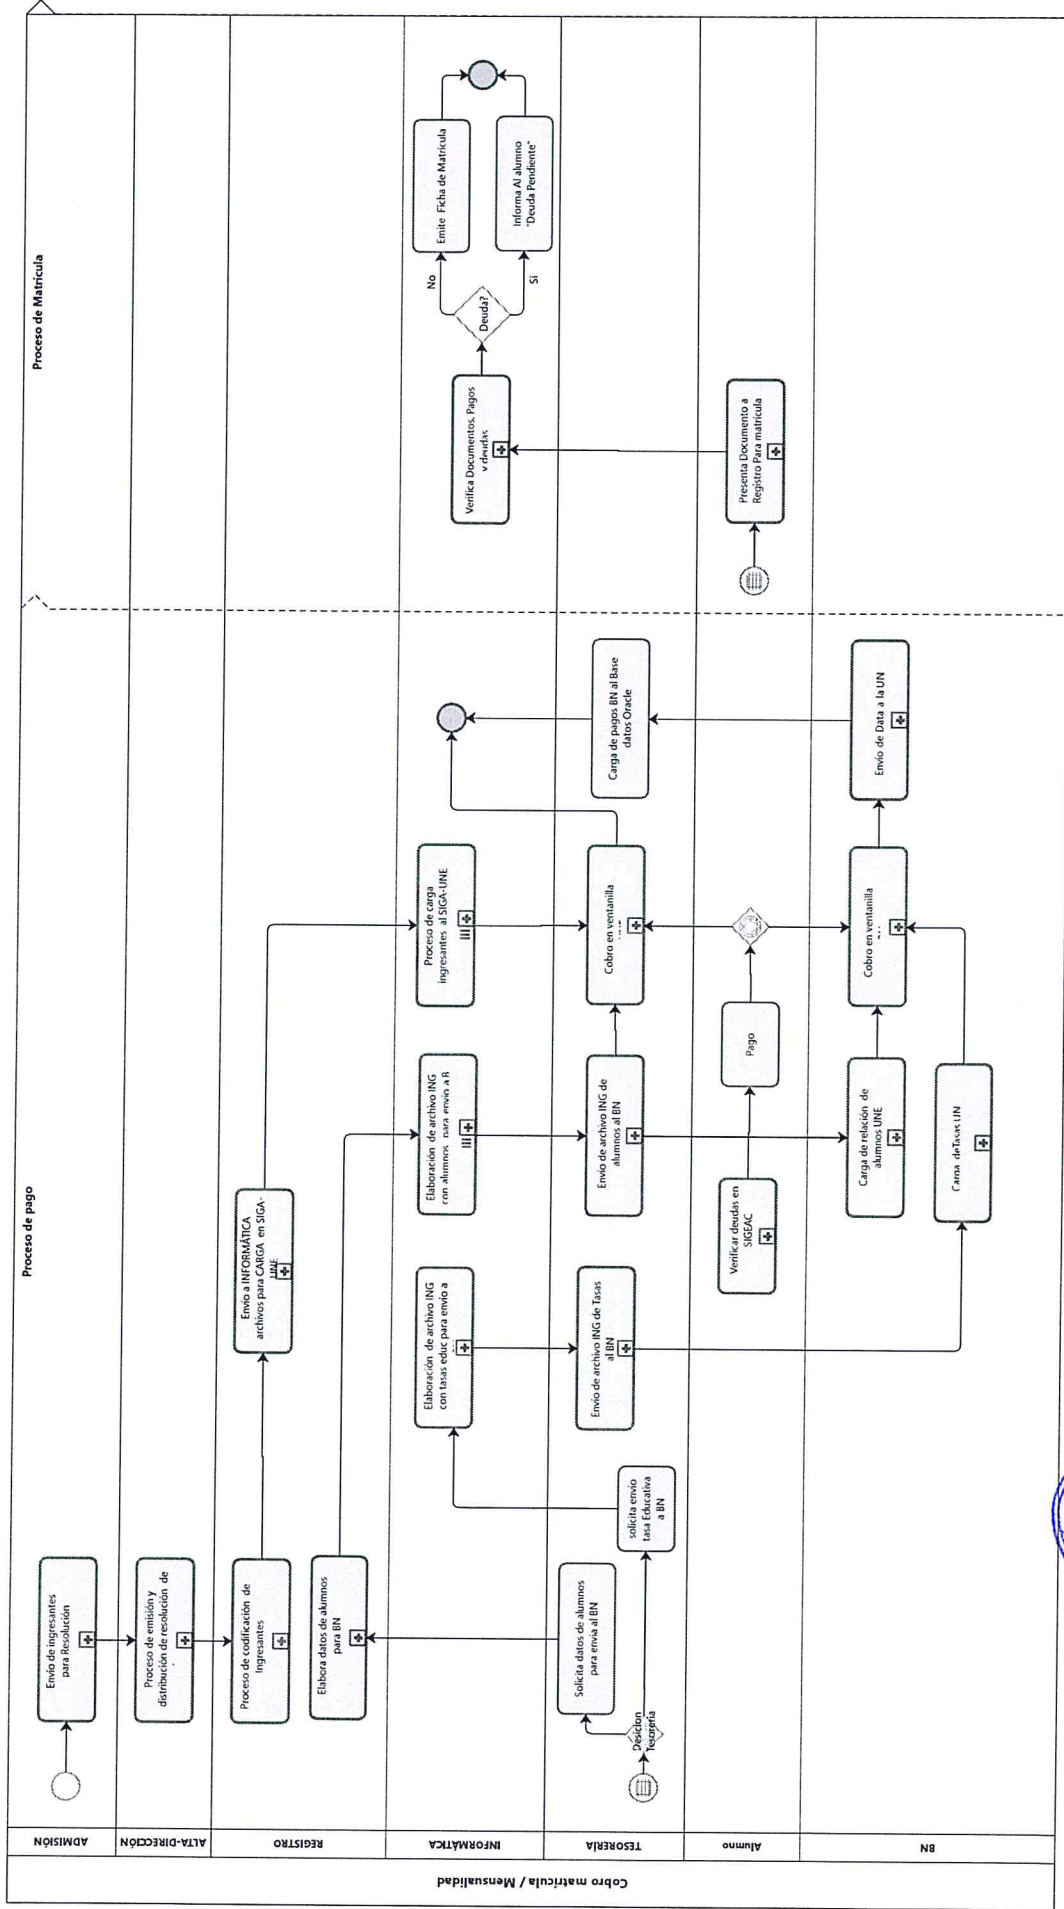 Cobro matrícula / Mensualidad
Proceso de pago
Proceso de Matrícula
ADMISIÓN
Envío de ingresantes
para Resolución
ALTA-DIRECCIÓN
Proceso de emisión y
distribución de resolución de
REGISTRO
Proceso de codificación de
Ingresantes
Envío a INFORMÁTICA
archivos para CARGA en SIGA-
UNE
Elabora datos de alumnos
para BN
INFORMÁTICA
Elaboración de archivo ING
con tasas educ para envío a
Elaboración de archivo ING
con alumnos para envío a R
Proceso de carga
ingresantes al SIGA-UNE
Verifica Documentos, Pagos
y deudas
Deuda?
No
Si
Emite Ficha de Matrícula
Informa Al alumno
"Deuda Pendiente"
TESORERÍA
Desicion
Tesorería
Solicita datos de alumnos
para envía al BN
solicita envío
tasa Educativa
a BN
Envío de archivo ING de Tasas
al BN
Envío de archivo ING de
alumnos al BN
Cobro en ventanilla
Carga de pagos BN al Base
datos Oracle
Alumno
Verificar deudas en
SIGEAC
Pago
Presenta Documento a
Registro Para matrícula
BN
Carga de relación de
alumnos UNE
Carga deTasas UN
Cobro en ventanilla
Envío de Data a la UN